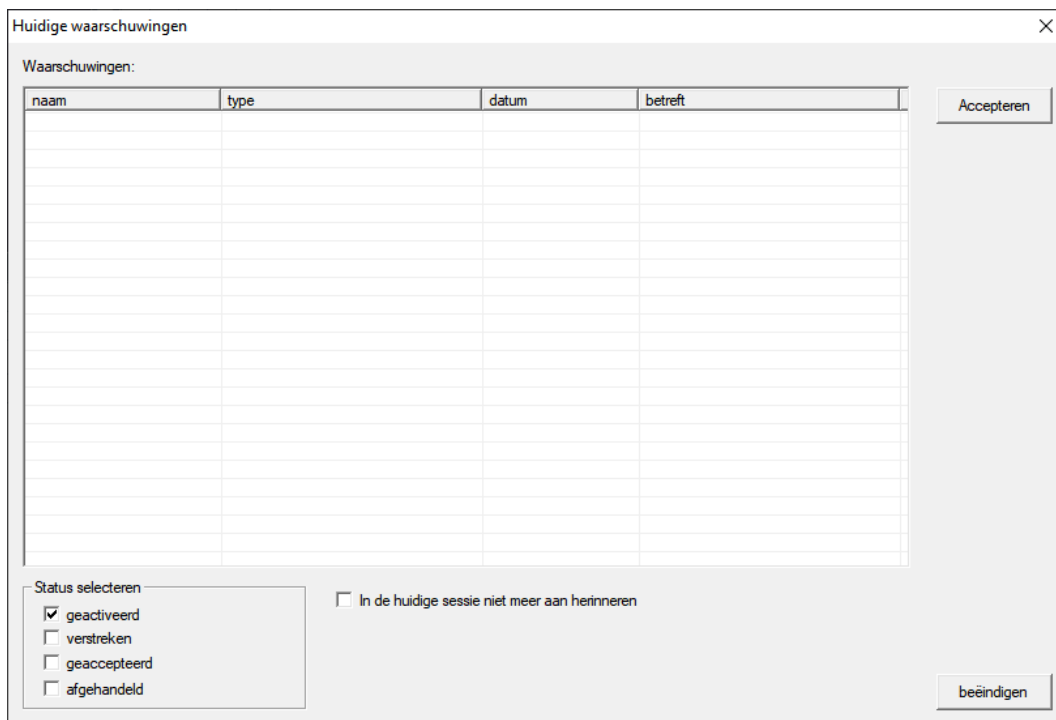 Huidige waarschuwingen
Waarschuwingen:
naam type datum betreft
Accepteren
Status selecteren
geactiveerd
verstreken
geaccepteerd
afgehandeld
In de huidige sessie niet meer aan herinneren
beëindigen